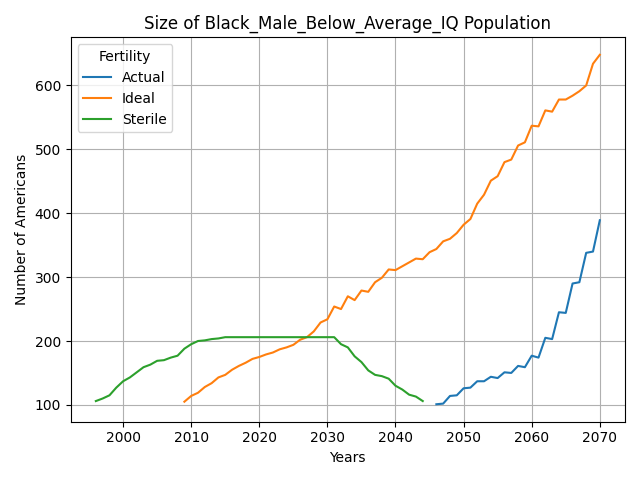 Size of Black_Male_Below_Average_IQ Population
Fertility
Actual
Ideal
Sterile
Number of Americans
600
500
400
300
200
100
2000 2010 2020 2030 2040 2050 2060 2070
Years